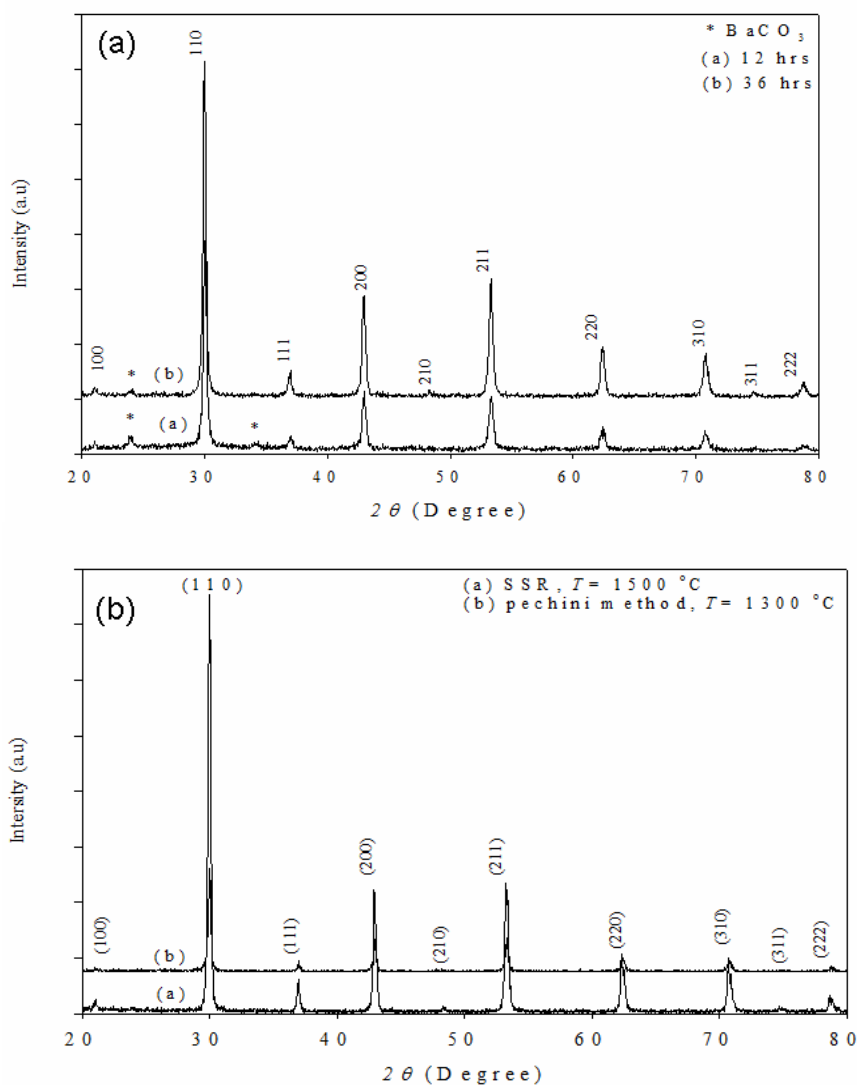 (a)
* BaCO3
(a) 12 hrs
(b) 36 hrs
110
200
211
220
310
111
210
311
222
100
*
(b)
*
(a)
*
Intensity (a.u)
20 30 40 50 60 70 80
2θ (Degree)
(b)
(110)
(a) SSR, T= 1500 °C
(b) pechini method, T= 1300 °C
(200)
(211)
(100)
(111)
(210)
(220)
(310)
(311)
(222)
(b)
(a)
Intersity (a.u)
20 30 40 50 60 70 80
2θ (Degree)